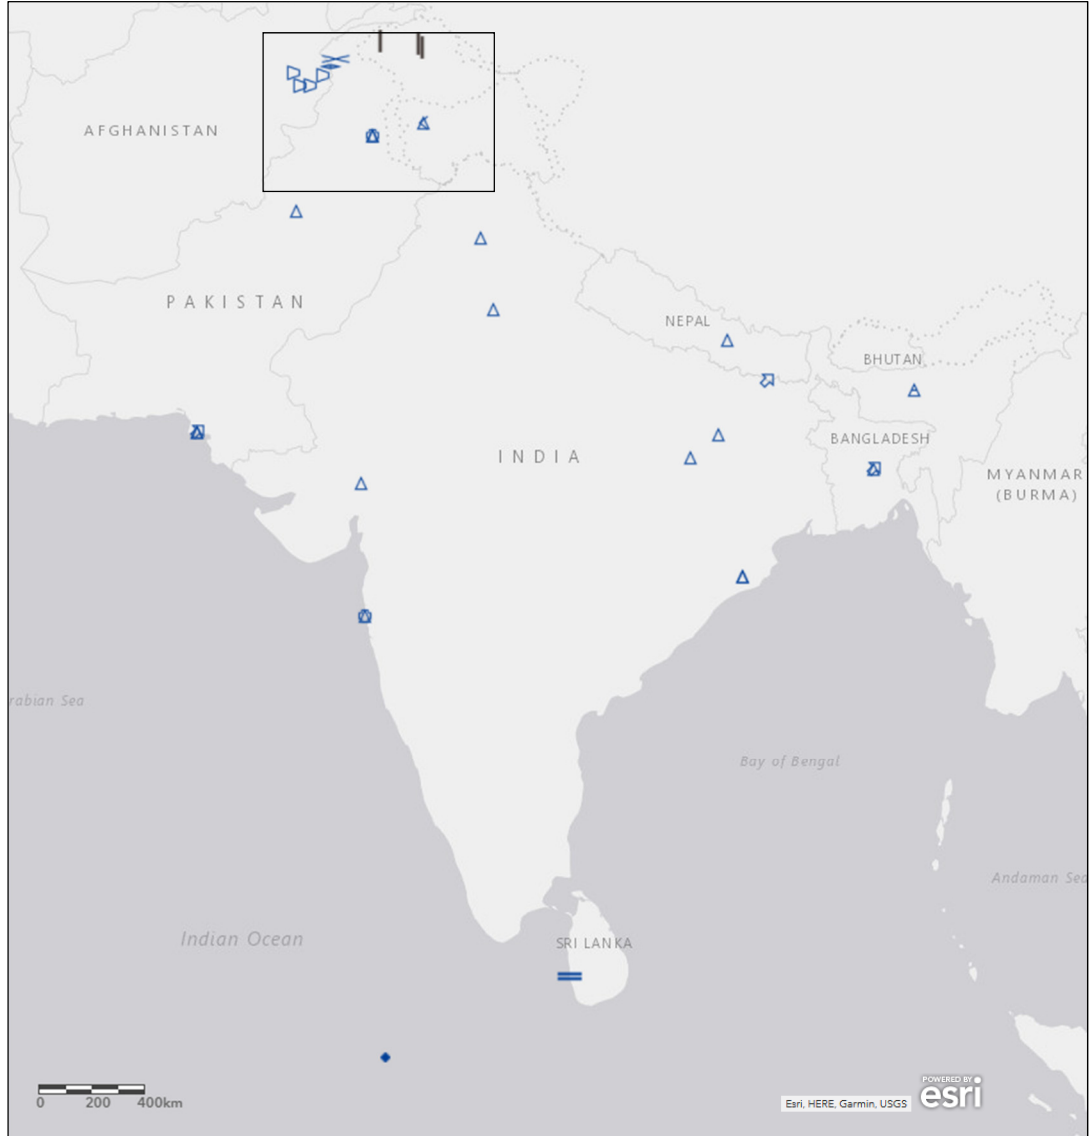 AFGHANISTAN
PAKISTAN
NEPAL
BHUTAN
INDIA
BANGLADESH
MYANMAR
(BURMA)
rabian Sea
Bay of Bengal
Andaman Sea
Indian Ocean
SRI LANKA
0 200 400km
Esri, HERE, Garmin, USGS
POWERED BY
esri